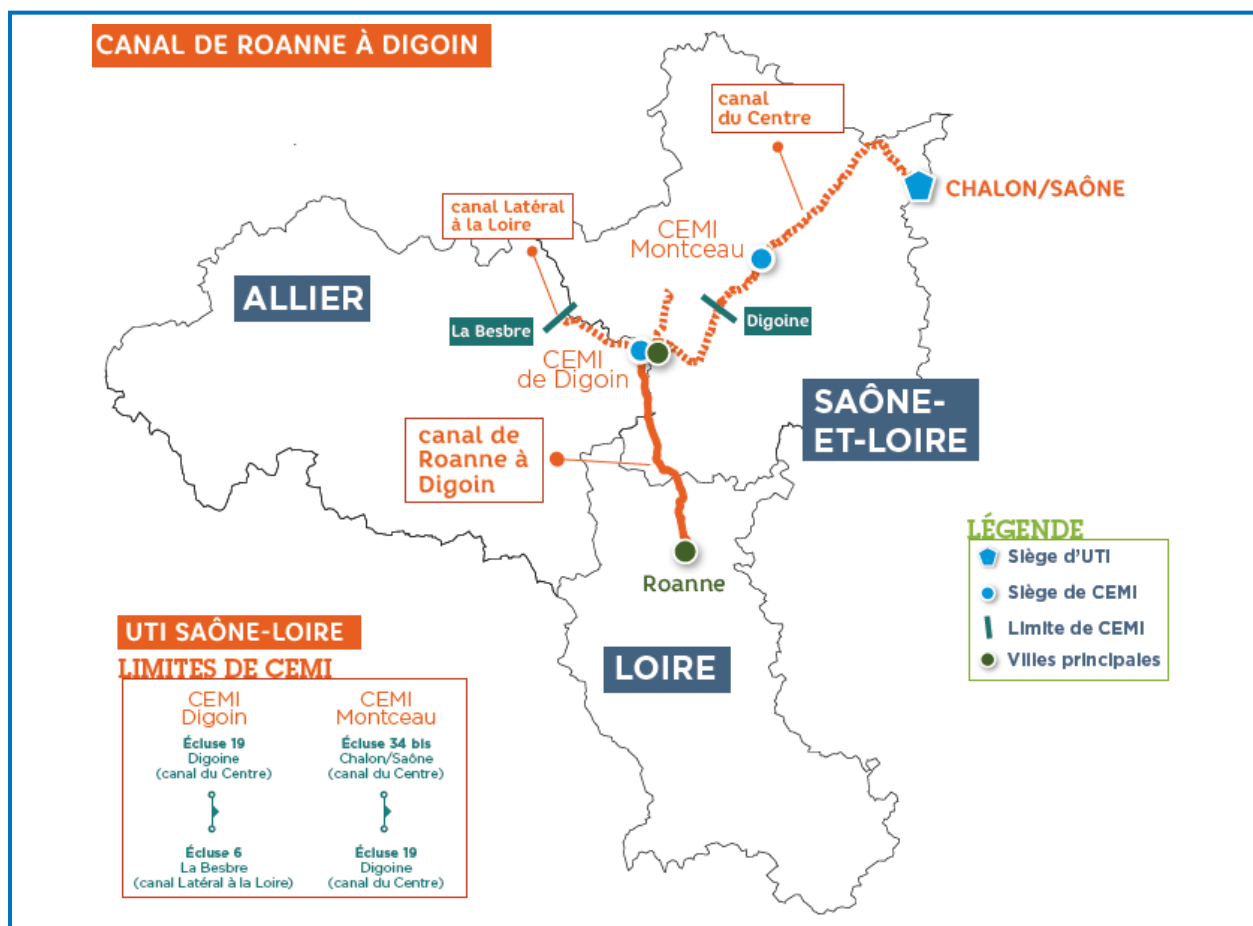 CANAL DE ROANNE À DIGOIN
canal
du Centre
CHALON/SAÔNE
canal Latéral
à la Loire
CEMI
Montceau
ALLIER
La Besbre
Digoine
CEMI
de Digoin
SAÔNE-
ET-LOIRE
canal de
Roanne à
Digoin
Roanne
LÉGENDE
Siège d'UTI
Siège de CEMI
Limite de CEMI
Villes principales
UTI SAÔNE-LOIRE
LIMITES DE CEMI
CEMI
Digoin
Écluse 19
Digoine
(canal du Centre)
Écluse 6
La Besbre
(canal Latéral à la Loire)
CEMI
Montceau
Écluse 34 bis
Chalon/Saône
(canal du Centre)
Écluse 19
Digoine
(canal du Centre)
LOIRE